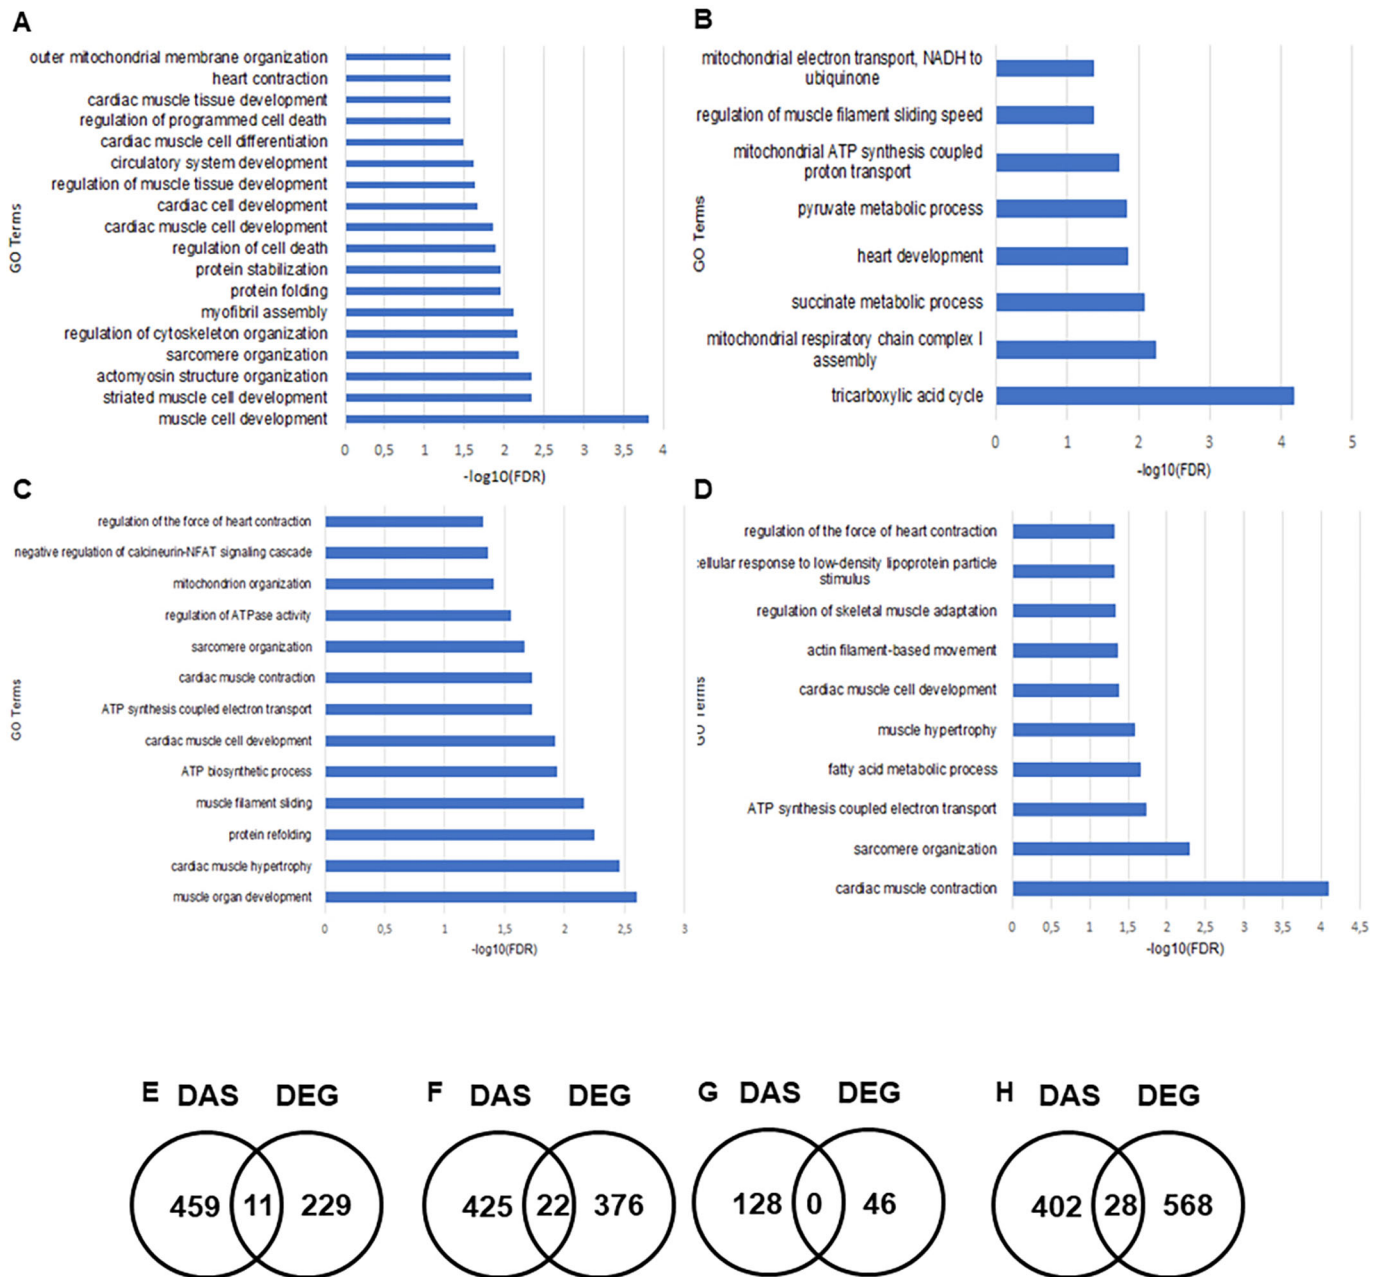 A
outer mitochondrial membrane organization
heart contraction
cardiac muscle tissue development
regulation of programmed cell death
cardiac muscle cell differentiation
circulatory system development
regulation of muscle tissue development
cardiac cell development
cardiac muscle cell development
regulation of cell death
protein stabilization
protein folding
myofibril assembly
regulation of cytoskeleton organization
sarcomere organization
actomyosin structure organization
striated muscle cell development
muscle cell development
GO Terms
0 0,5 1 1,5 2 2,5 3 3,5 4
-log10(FDR)
B
mitochondrial electron transport, NADH to
ubiquinone
regulation of muscle filament sliding speed
mitochondrial ATP synthesis coupled
proton transport
pyruvate metabolic process
heart development
succinate metabolic process
mitochondrial respiratory chain complex I
assembly
tricarboxylic acid cycle
GO Terms
0 1 2 3 4 5
-log10(FDR)
C
regulation of the force of heart contraction
negative regulation of calcineurin-NFAT signaling cascade
mitochondrion organization
regulation of ATPase activity
sarcomere organization
cardiac muscle contraction
ATP synthesis coupled electron transport
cardiac muscle cell development
ATP biosynthetic process
muscle filament sliding
protein refolding
cardiac muscle hypertrophy
muscle organ development
GO Terms
0 0,5 1 1,5 2 2,5 3
-log10(FDR)
D
regulation of the force of heart contraction
cellular response to low-density lipoprotein particle
stimulus
regulation of skeletal muscle adaptation
actin filament-based movement
cardiac muscle cell development
muscle hypertrophy
fatty acid metabolic process
ATP synthesis coupled electron transport
sarcomere organization
cardiac muscle contraction
GO Terms
0 0,5 1 1,5 2 2,5 3 3,5 4 4,5
-log10(FDR)
E DAS DEG
459 11 229
F DAS DEG
425 22 376
G DAS DEG
128 0 46
H DAS DEG
402 28 568